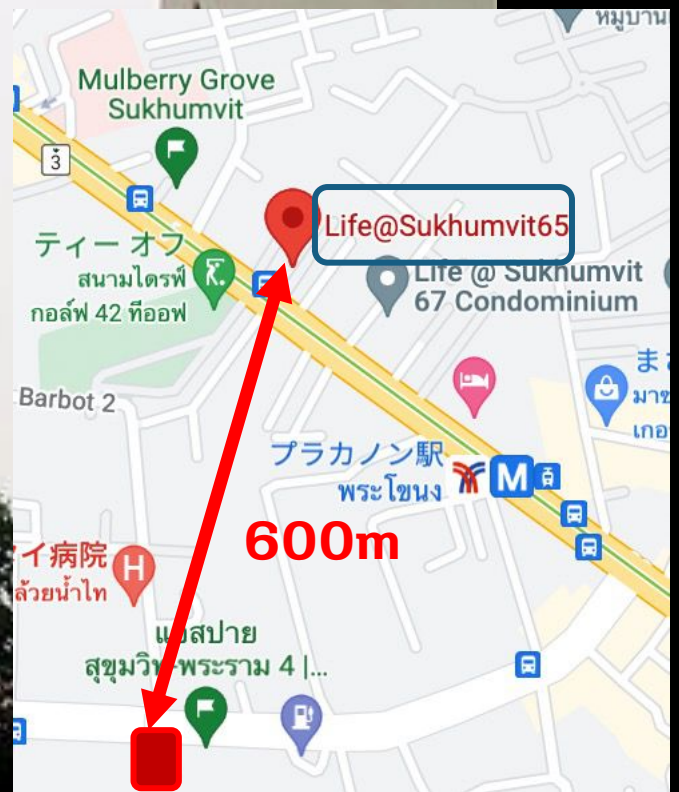 หมู่บ้าน
Mulberry Grove
Sukhumvit
3
Life@Sukhumvit65
ティー オフ
สนามไดรฟ์
กอล์ฟ 42 ทีออฟ
Life @ Sukhumvit
67 Condominium
Barbot 2
プラカノン駅
พระโขนง
M
600m
イ病院
H
ล้วยน้ำไท
สุขุมวิท-พระราม 4 |...